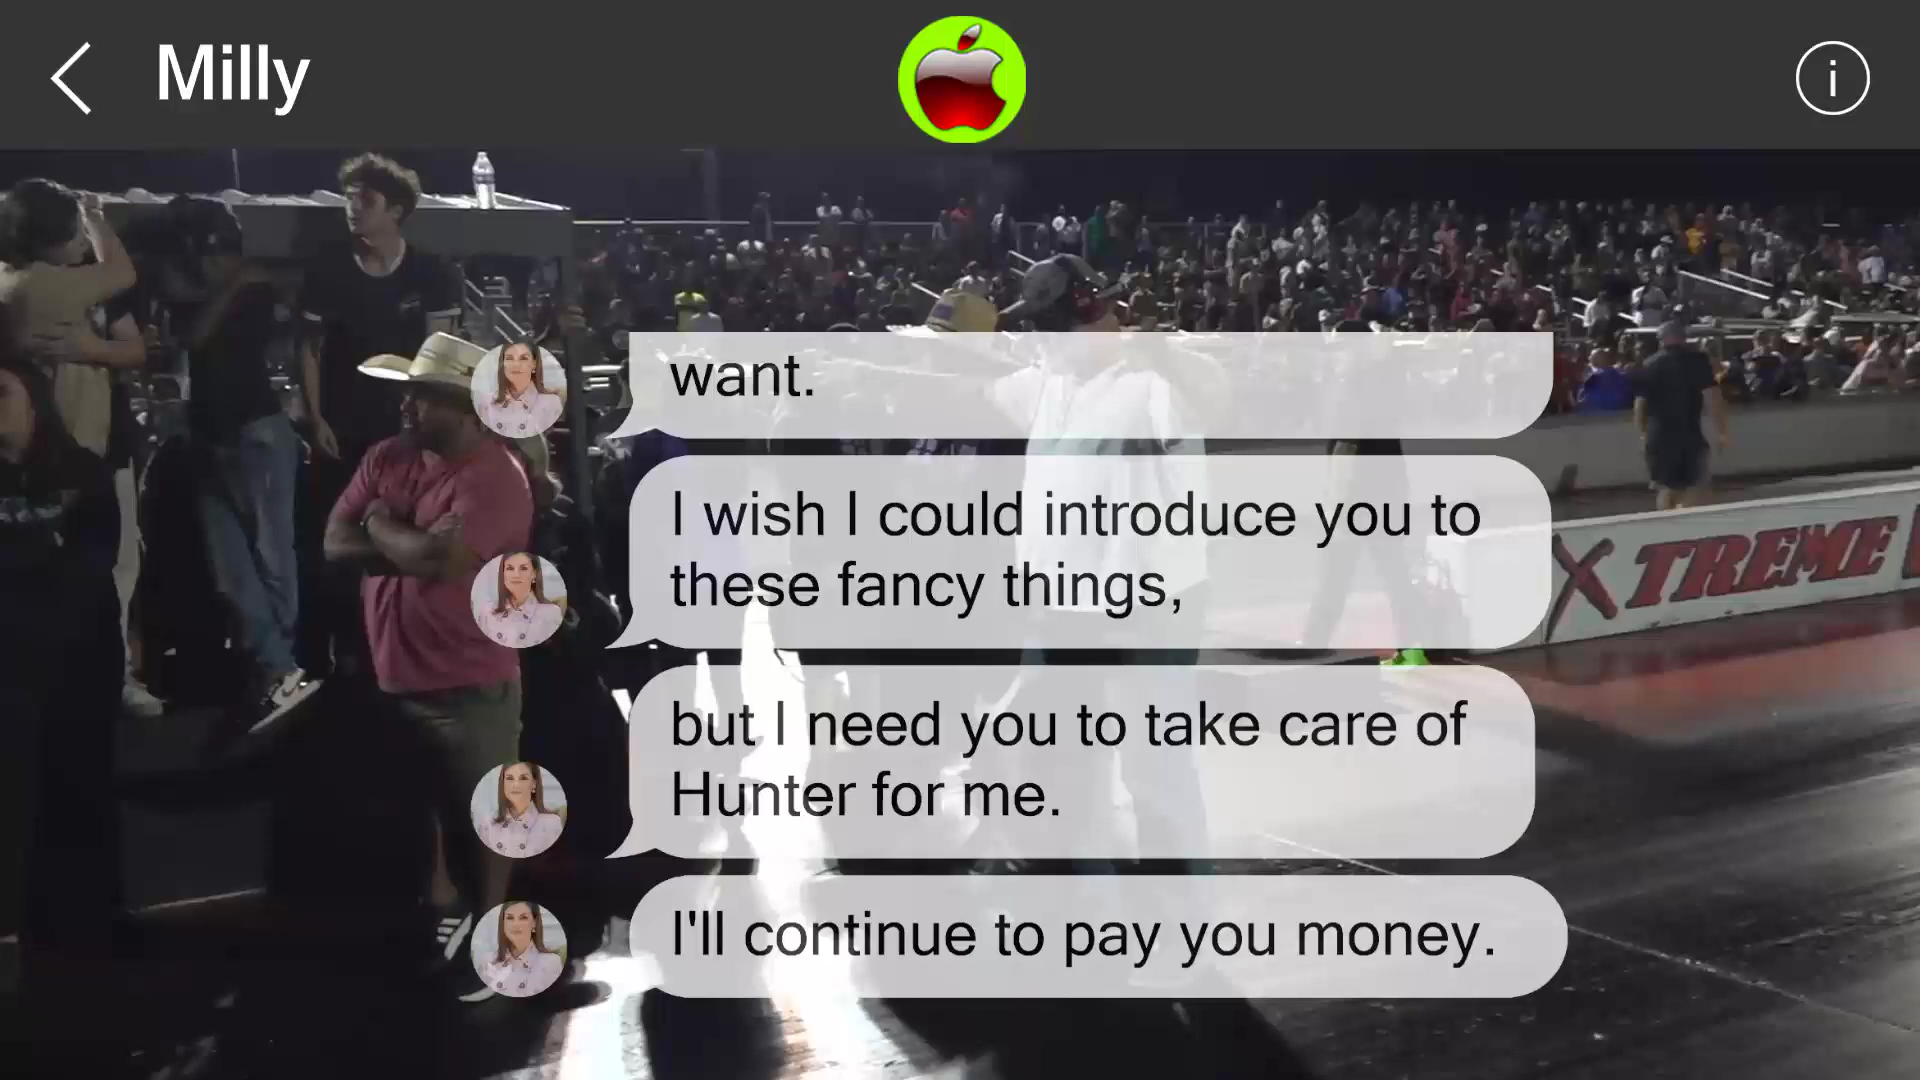 Milly
i
want.
I wish I could introduce you to
these fancy things,
but I need you to take care of
Hunter for me.
I'll continue to pay you money.
XTREME